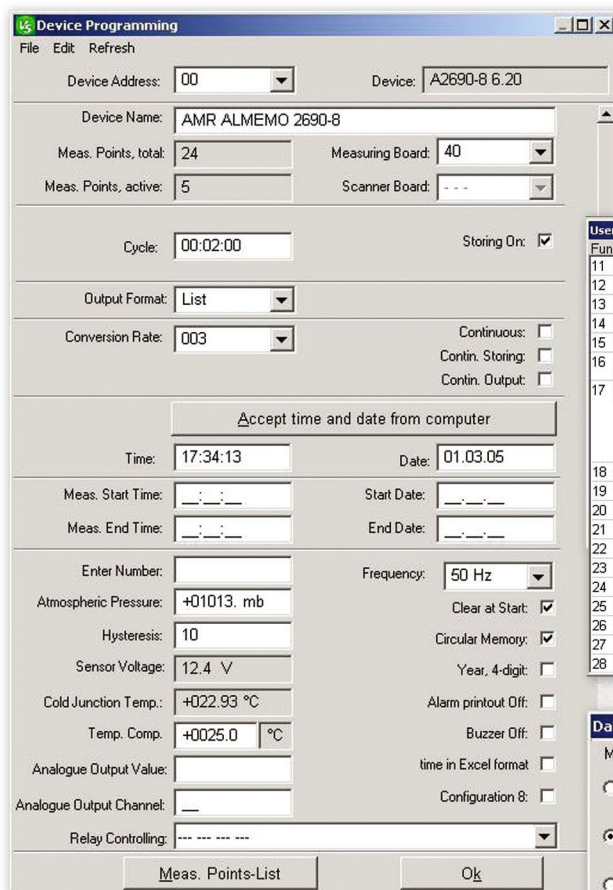 Device Programming
File Edit Refresh
Device Address: 00 Device: A2690-8 6.20
Device Name: AMR ALMEMO 2690-8
Meas. Points, total: 24 Measuring Board: 40
Meas. Points, active: 5 Scanner Board: - - -
Cycle: 00:02:00 Storing On:
Output Format: List
Conversion Rate: 003 Continuous:
Contin. Storing:
Contin. Output:
Accept time and date from computer
Time: 17:34:13 Date: 01.03.05
Meas. Start Time: __:__:__ Start Date: __.__.__
Meas. End Time: __:__:__ End Date: __.__.__
Enter Number: Frequency: 50 Hz
Atmospheric Pressure: +01013. mb Clear at Start:
Hysteresis: 10 Circular Memory:
Sensor Voltage: 12.4 V Year, 4-digit:
Cold Junction Temp.: +022.93 °C Alarm printout Off:
Temp. Comp. +0025.0 °C Buzzer Off:
Analogue Output Value: time in Excel format
Analogue Output Channel: __ Configuration 8:
Relay Controlling: --- --- --- ---
Meas. Points-List Ok
User
Fun
11
12
13
14
15
16
17
18
19
20
21
22
23
24
25
26
27
28
Da
M